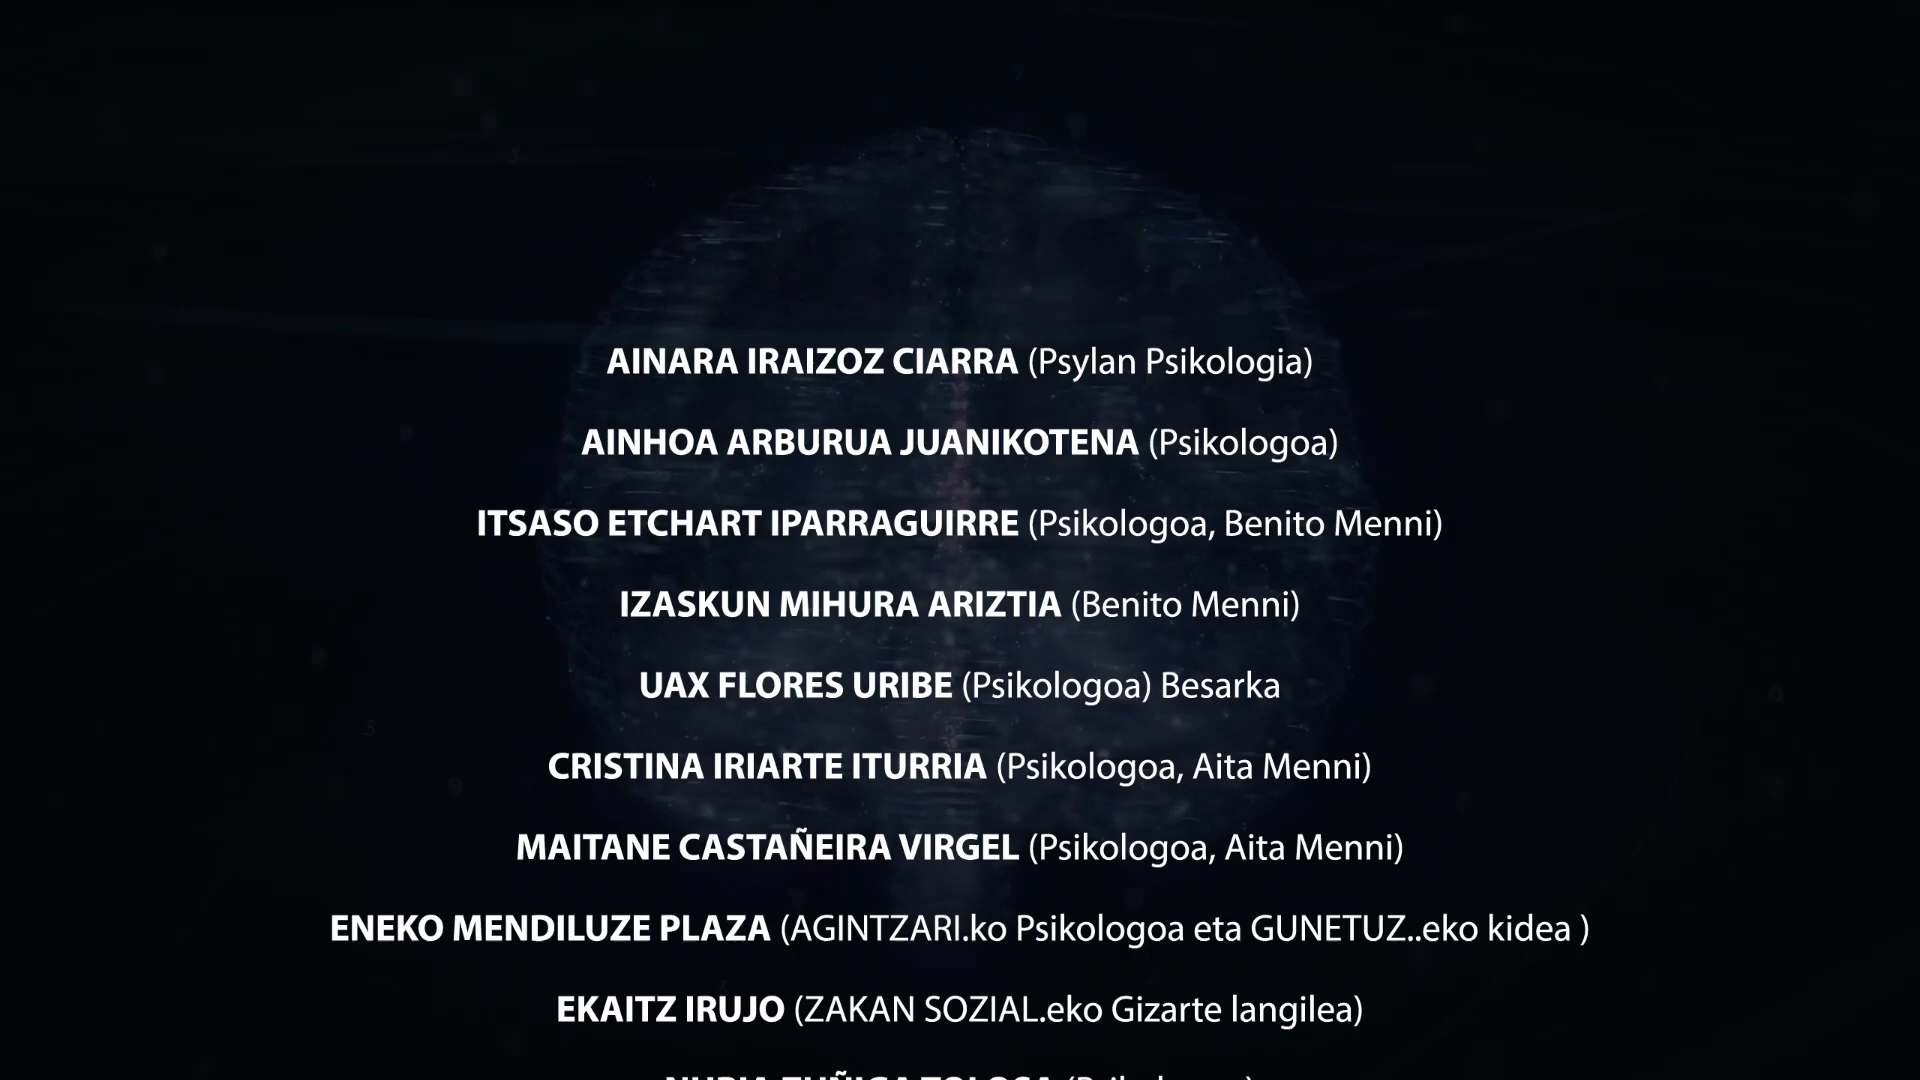 AINARA IRAIZOZ CIARRA (Psylan Psikologia)
AINHOA ARBURUA JUANIKOTENA (Psikologoa)
ITSASO ETCHART IPARRAGUIRRE (Psikologoa, Benito Menni)
IZASKUN MIHURA ARIZTIA (Benito Menni)
UAX FLORES URIBE (Psikologoa) Besarka
CRISTINA IRIARTE ITURRIA (Psikologoa, Aita Menni)
MAITANE CASTAÑEIRA VIRGEL (Psikologoa, Aita Menni)
ENEKO MENDILUZE PLAZA (AGINTZARI.ko Psikologoa eta GUNETUZ..eko kidea )
EKAITZ IRUJO (ZAKAN SOZIAL.eko Gizarte langilea)